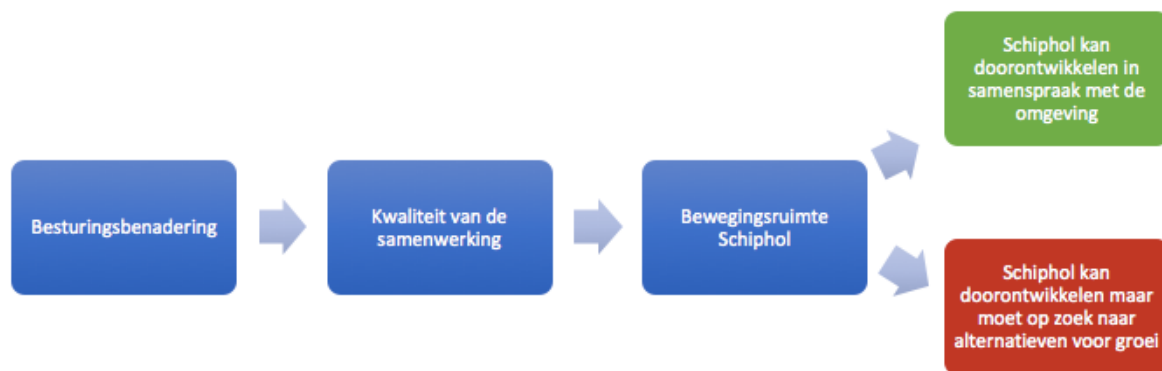 Besturingsbenadering
Kwaliteit van de
samenwerking
Bewegingsruimte
Schiphol
Schiphol kan
doorontwikkelen in
samenspraak met de
omgeving
Schiphol kan
doorontwikkelen maar
moet op zoek naar
alternatieven voor groei